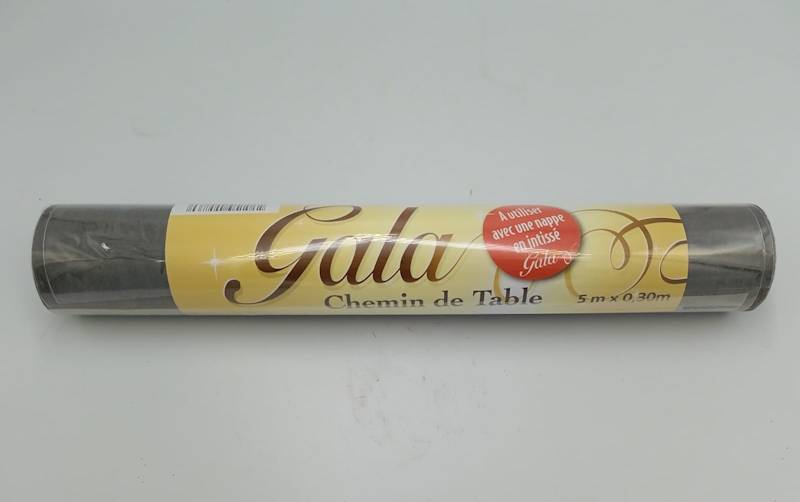 Gala
Chemin de Table
A utiliser
avec une nappe
en intissé
Gala
5 m x 0,30m